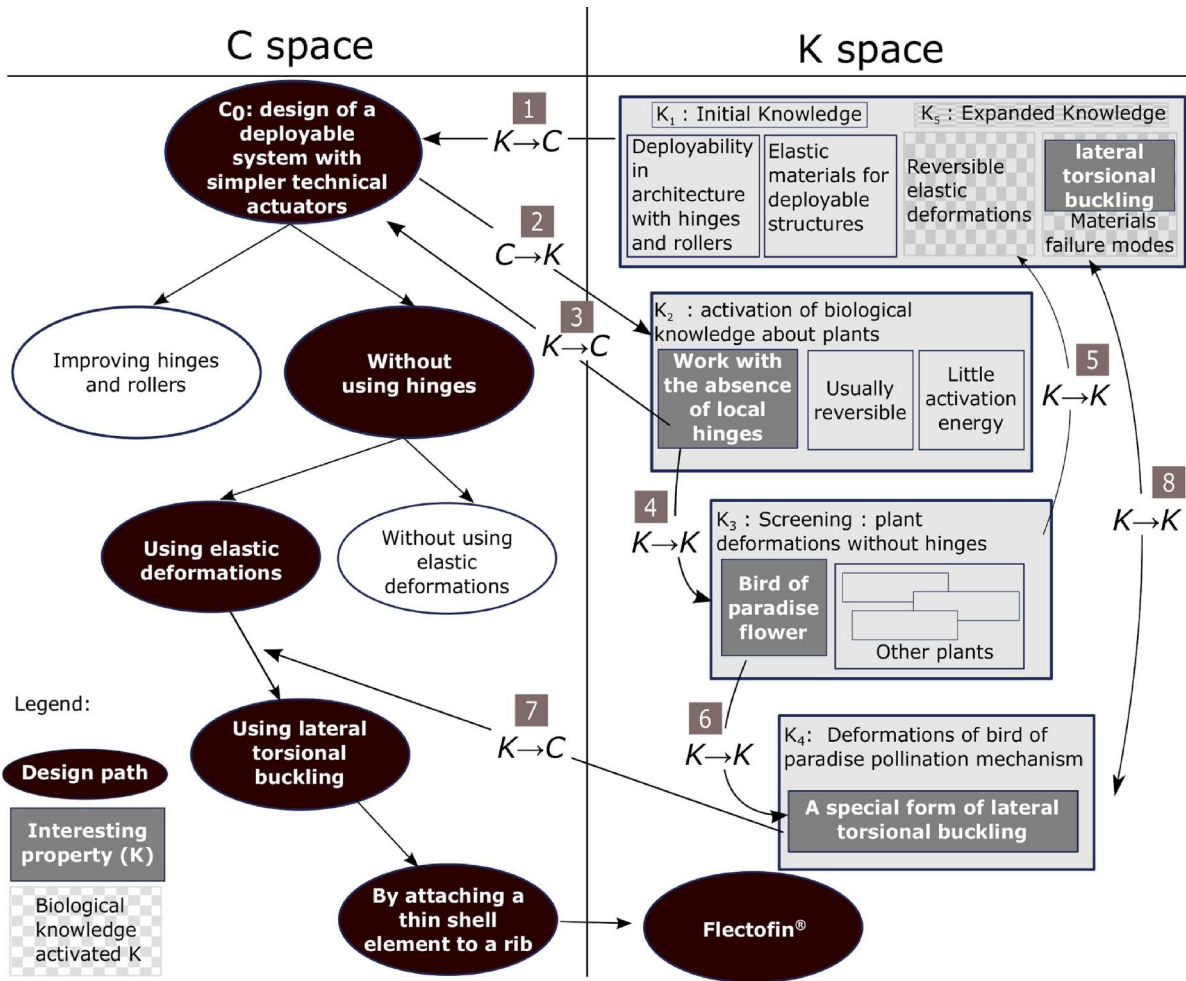 C space
K space
C₀: design of a
deployable
system with
simpler technical
actuators
1
K→C
K₁ : Initial Knowledge
K₅ : Expanded Knowledge
Deployability
in
architecture
with hinges
and rollers
Elastic
materials for
deployable
structures
Reversible
elastic
deformations
lateral
torsional
buckling
Materials
failure modes
2
C→K
3
K→C
Improving hinges
and rollers
Without
using hinges
K₂ : activation of biological
knowledge about plants
Work with
the absence
of local
hinges
Usually
reversible
Little
activation
energy
5
K→K
4
K→K
8
K→K
Using elastic
deformations
Without using
elastic
deformations
K₃ : Screening : plant
deformations without hinges
Bird of
paradise
flower
Other plants
6
K→K
7
K→C
Using lateral
torsional
buckling
K₄: Deformations of bird of
paradise pollination mechanism
A special form of lateral
torsional buckling
By attaching a
thin shell
element to a rib
Flectofin®
Legend:
Design path
Interesting
property (K)
Biological
knowledge
activated K